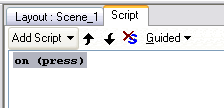 Layout : Scene_1 Script
Add Script Guided
on (press)